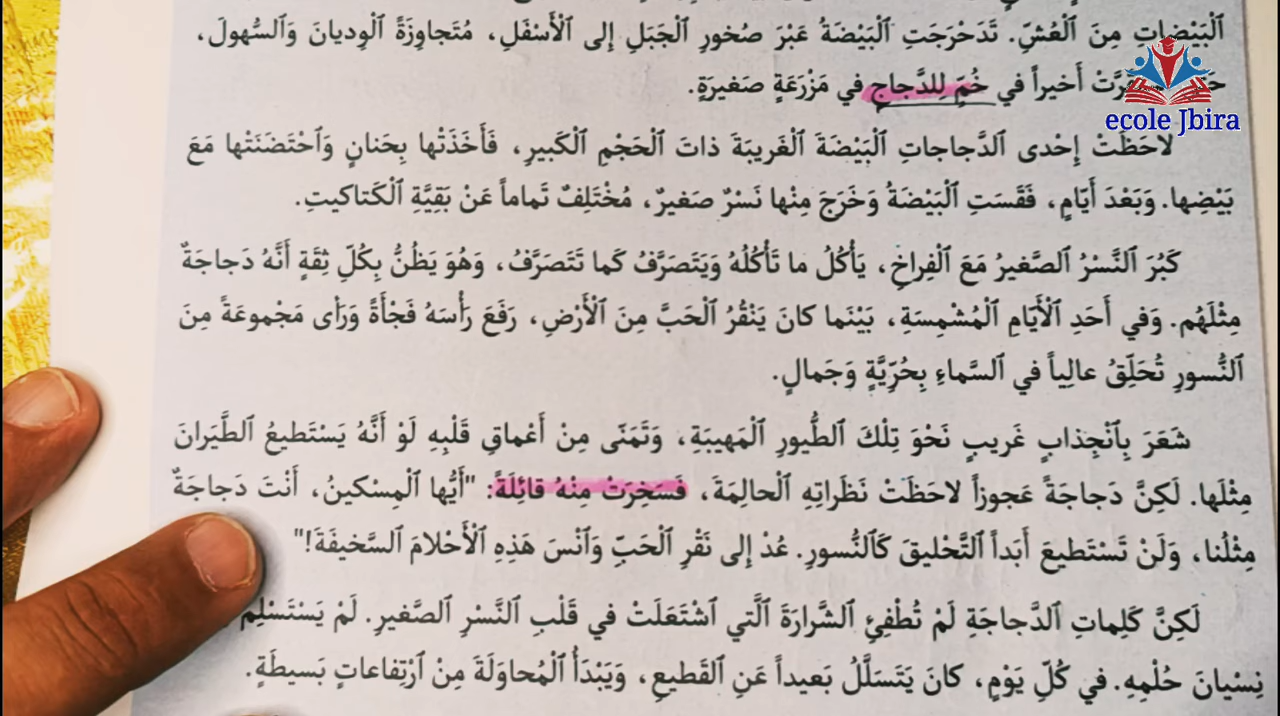 ٱلْبَيْضاتِ مِنَ ٱلْعُشِّ. تَدَحْرَجَتِ ٱلْبَيْضَةُ عَبْرَ صُخورِ ٱلْجَبَلِ إِلى ٱلْأَسْفَلِ، مُتَجاوِزَةً ٱلْوِديانَ وَٱلسُّهولَ،
أَخيراً في خُمٍّ لِلدَّجاجِ في مَزْرَعَةٍ صَغيرَةٍ.
ecole Jbira
لاحَظَتْ إِحْدى ٱلدَّجاجاتِ ٱلْبَيْضَةَ ٱلْغَريبَةَ ذاتَ ٱلْحَجْمِ ٱلْكَبيرِ، فَأَخَذَتْها بِحَنانٍ وَٱحْتَضَنَتْها مَعَ
بَيْضِها. وَبَعْدَ أَيّامٍ، فَقَسَتِ ٱلْبَيْضَةُ وَخَرَجَ مِنْها نَسْرٌ صَغيرٌ، مُخْتَلِفٌ تَماماً عَنْ بَقِيَّةِ ٱلْكَتاكيتِ.
كَبُرَ ٱلنَّسْرُ ٱلصَّغيرُ مَعَ ٱلْفِراخِ، يَأْكُلُ ما تَأْكُلُهُ وَيَتَصَرَّفُ كَما تَتَصَرَّفُ، وَهُوَ يَظُنُّ بِكُلِّ ثِقَةٍ أَنَّهُ دَجاجَةٌ
مِثْلَهُم. وَفي أَحَدِ ٱلْأَيّامِ ٱلْمُشْمِسَةِ، بَيْنَما كانَ يَنْقُرُ ٱلْحَبَّ مِنَ ٱلْأَرْضِ، رَفَعَ رَأْسَهُ فَجْأَةً وَرَأى مَجْموعَةً مِنَ
ٱلنُّسورِ تُحَلِّقُ عالِياً في ٱلسَّماءِ بِحُرِّيَّةٍ وَجَمالٍ.
شَعَرَ بِٱنْجِذابٍ غَريبٍ نَحْوَ تِلْكَ ٱلطُّيورِ ٱلْمَهيبَةِ، وَتَمَنّى مِنْ أَعْماقِ قَلْبِهِ لَوْ أَنَّهُ يَسْتَطيعُ ٱلطَّيَرانَ
مِثْلَها. لَكِنَّ دَجاجَةً عَجوزاً لاحَظَتْ نَظَراتِهِ ٱلْحالِمَةَ، فَسَخِرَتْ مِنْهُ قائِلَةً: "أَيُّها ٱلْمِسْكينُ، أَنْتَ دَجاجَةٌ
مِثْلُنا، وَلَنْ تَسْتَطيعَ أَبَداً ٱلتَّحْليقَ كَٱلنُّسورِ. عُدْ إِلى نَقْرِ ٱلْحَبِّ وَٱنْسَ هَذِهِ ٱلْأَحْلامَ ٱلسَّخيفَةَ!"
لَكِنَّ كَلِماتِ ٱلدَّجاجَةِ لَمْ تُطْفِئِ ٱلشَّرارَةَ ٱلَّتي ٱشْتَعَلَتْ في قَلْبِ ٱلنَّسْرِ ٱلصَّغيرِ. لَمْ يَسْتَسْلِمْ
نِسْيانَ حُلْمِهِ. في كُلِّ يَوْمٍ، كانَ يَتَسَلَّلُ بَعيداً عَنِ ٱلقَطيعِ، وَيَبْدَأُ ٱلْمُحاوَلَةَ مِنْ ٱرْتِفاعاتٍ بَسيطَةٍ.